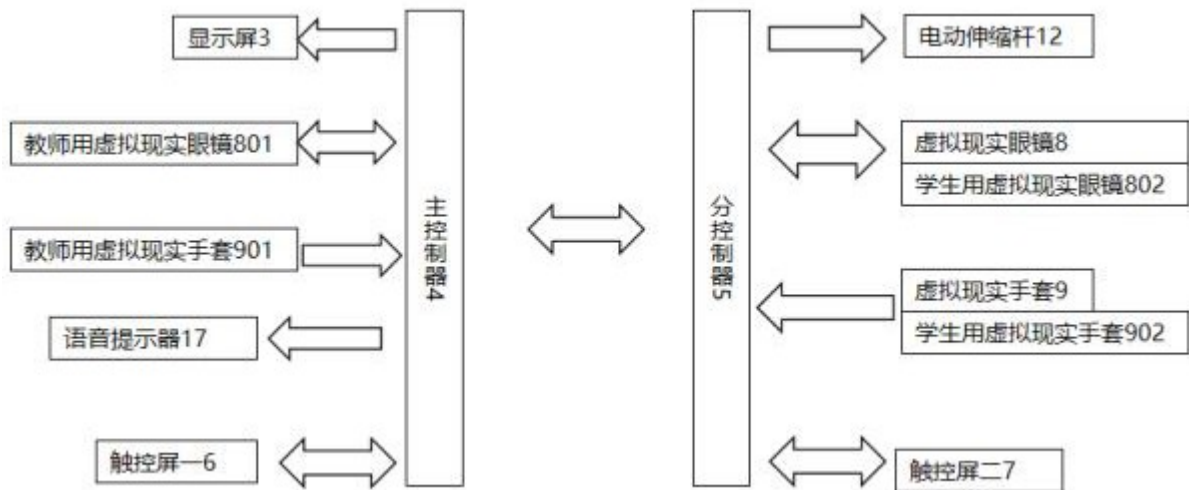 显示屏3
教师用虚拟现实眼镜801
教师用虚拟现实手套901
语音提示器17
触控屏一6
主控制器4
分控制器5
电动伸缩杆12
虚拟现实眼镜8
学生用虚拟现实眼镜802
虚拟现实手套9
学生用虚拟现实手套902
触控屏二7